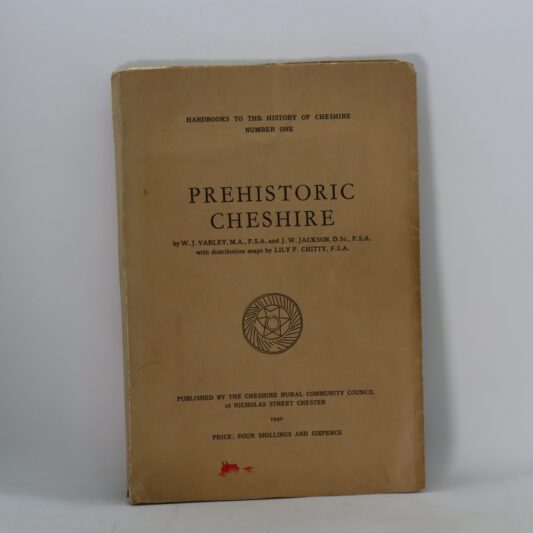 HANDBOOKS TO THE HISTORY OF CHESHIRE
NUMBER ONE
PREHISTORIC
CHESHIRE
by W. J. VARLEY, M.A., F.S.A. and J. W. JACKSON, D.Sc., F.S.A.
with distribution maps by LILY F. CHITTY, F.S.A.
PUBLISHED BY THE CHESHIRE RURAL COMMUNITY COUNCIL
16 NICHOLAS STREET CHESTER
1940
PRICE: FOUR SHILLINGS AND SIXPENCE